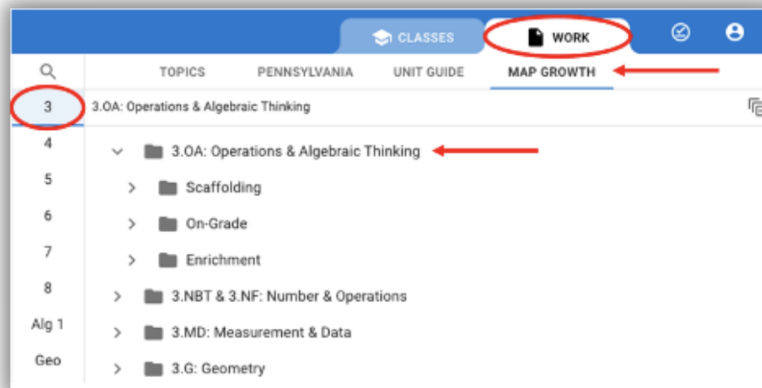 CLASSES WORK
TOPICS PENNSYLVANIA UNIT GUIDE MAP GROWTH
3 3.OA: Operations & Algebraic Thinking
4 3.OA: Operations & Algebraic Thinking
5 Scaffolding
6 On-Grade
7 Enrichment
8 3.NBT & 3.NF: Number & Operations
Alg 1 3.MD: Measurement & Data
Geo 3.G: Geometry